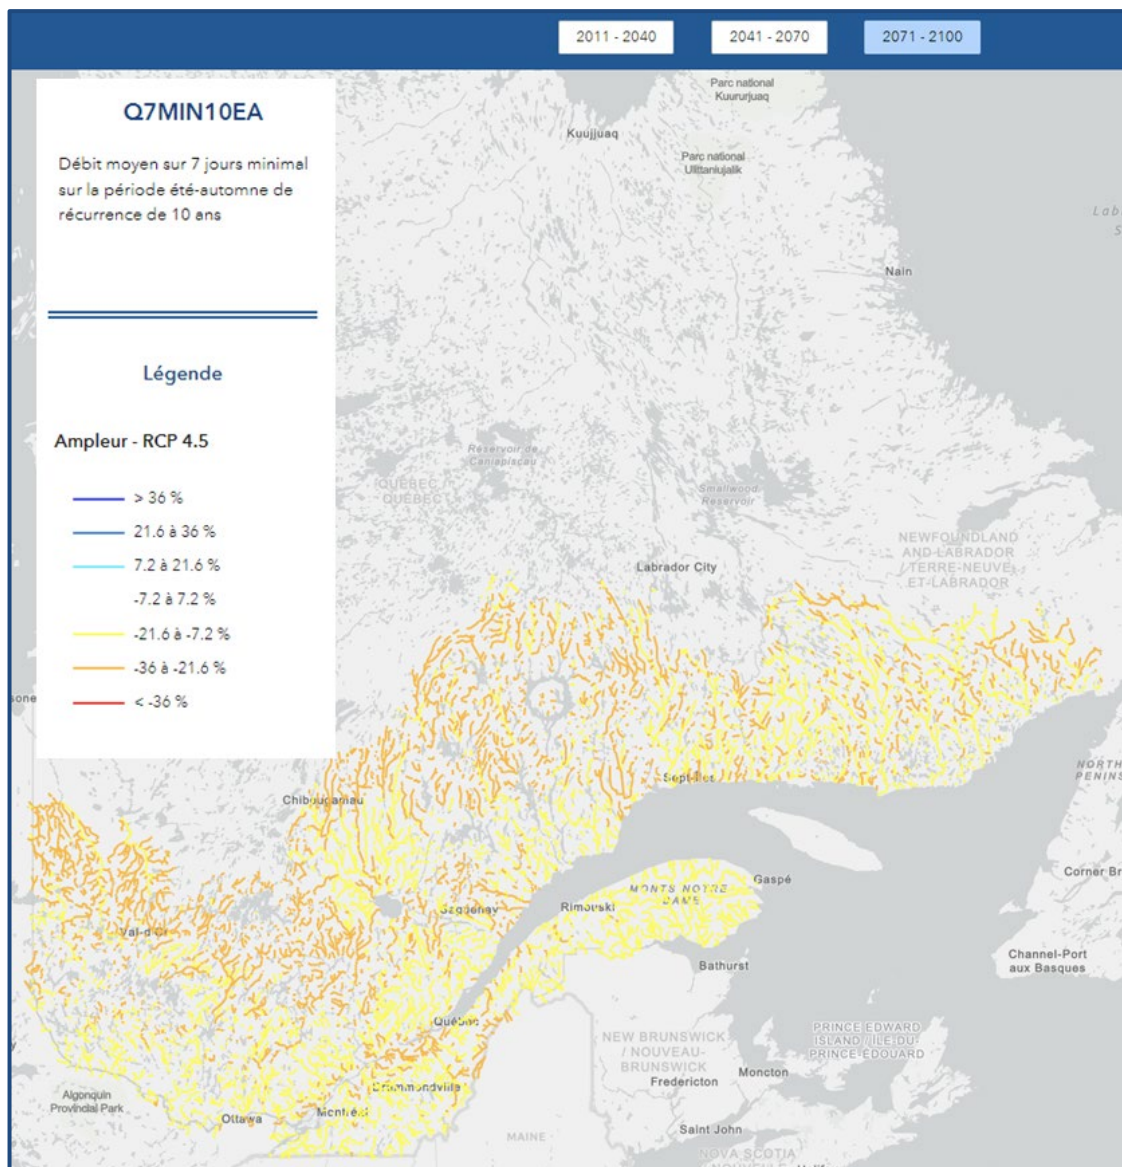 2011 - 2040
2041 - 2070
2071 - 2100
Q7MIN10EA
Débit moyen sur 7 jours minimal
sur la période été-automne de
récurrence de 10 ans
Légende
Ampleur - RCP 4.5
> 36 %
21.6 à 36 %
7.2 à 21.6 %
-7.2 à 7.2 %
-21.6 à -7.2 %
-36 à -21.6 %
< -36 %
Parc national
Kuururjuaq
Kuujjuaq
Parc national
Ulittaniujalik
Nain
Réservoir de
Caniapiscau
QUÉBEC /
QUÉBEC
Smallwood
Reservoir
NEWFOUNDLAND
AND LABRADOR
/ TERRE-NEUVE-
ET-LABRADOR
Labrador City
Sept-Îles
Chibougamau
MONTS NOTRE
DAME
Gaspé
Saguenay
Rimouski
Val-d'Or
Bathurst
Corner Br
Channel-Port
aux Basques
Québec
NEW BRUNSWICK
/ NOUVEAU-
BRUNSWICK
PRINCE EDWARD
ISLAND / ÎLE-DU-
PRINCE-ÉDOUARD
Moncton
Fredericton
Drummondville
Algonquin
Provincial Park
Ottawa
Montréal
MAINE
Saint John
NOVA SCOTIA